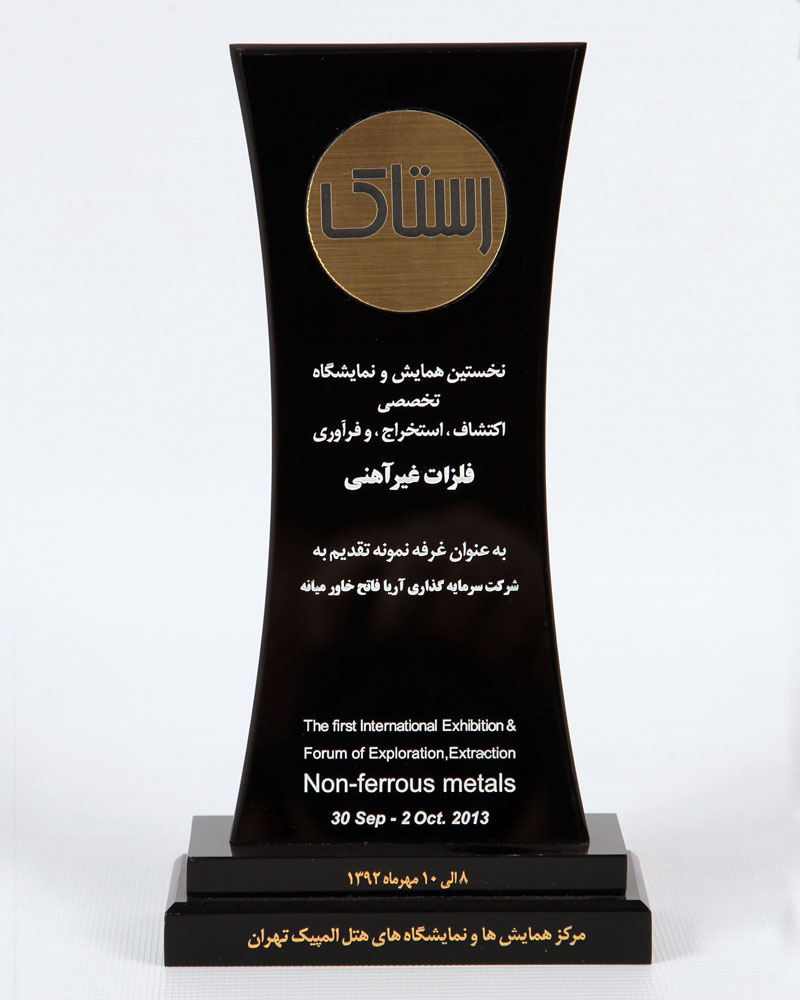 رستاک
نخستین همایش و نمایشگاه
تخصصی
اکتشاف، استخراج، و فرآوری
فلزات غیرآهنی
به عنوان غرفه نمونه تقدیم به
شرکت سرمایه گذاری آریا فاتح خاور میانه
The first International Exhibition &
Forum of Exploration,Extraction
Non-ferrous metals
30 Sep - 2 Oct. 2013
۸ الی ۱۰ مهرماه ۱۳۹۲
مرکز همایش ها و نمایشگاه های هتل المپیک تهران